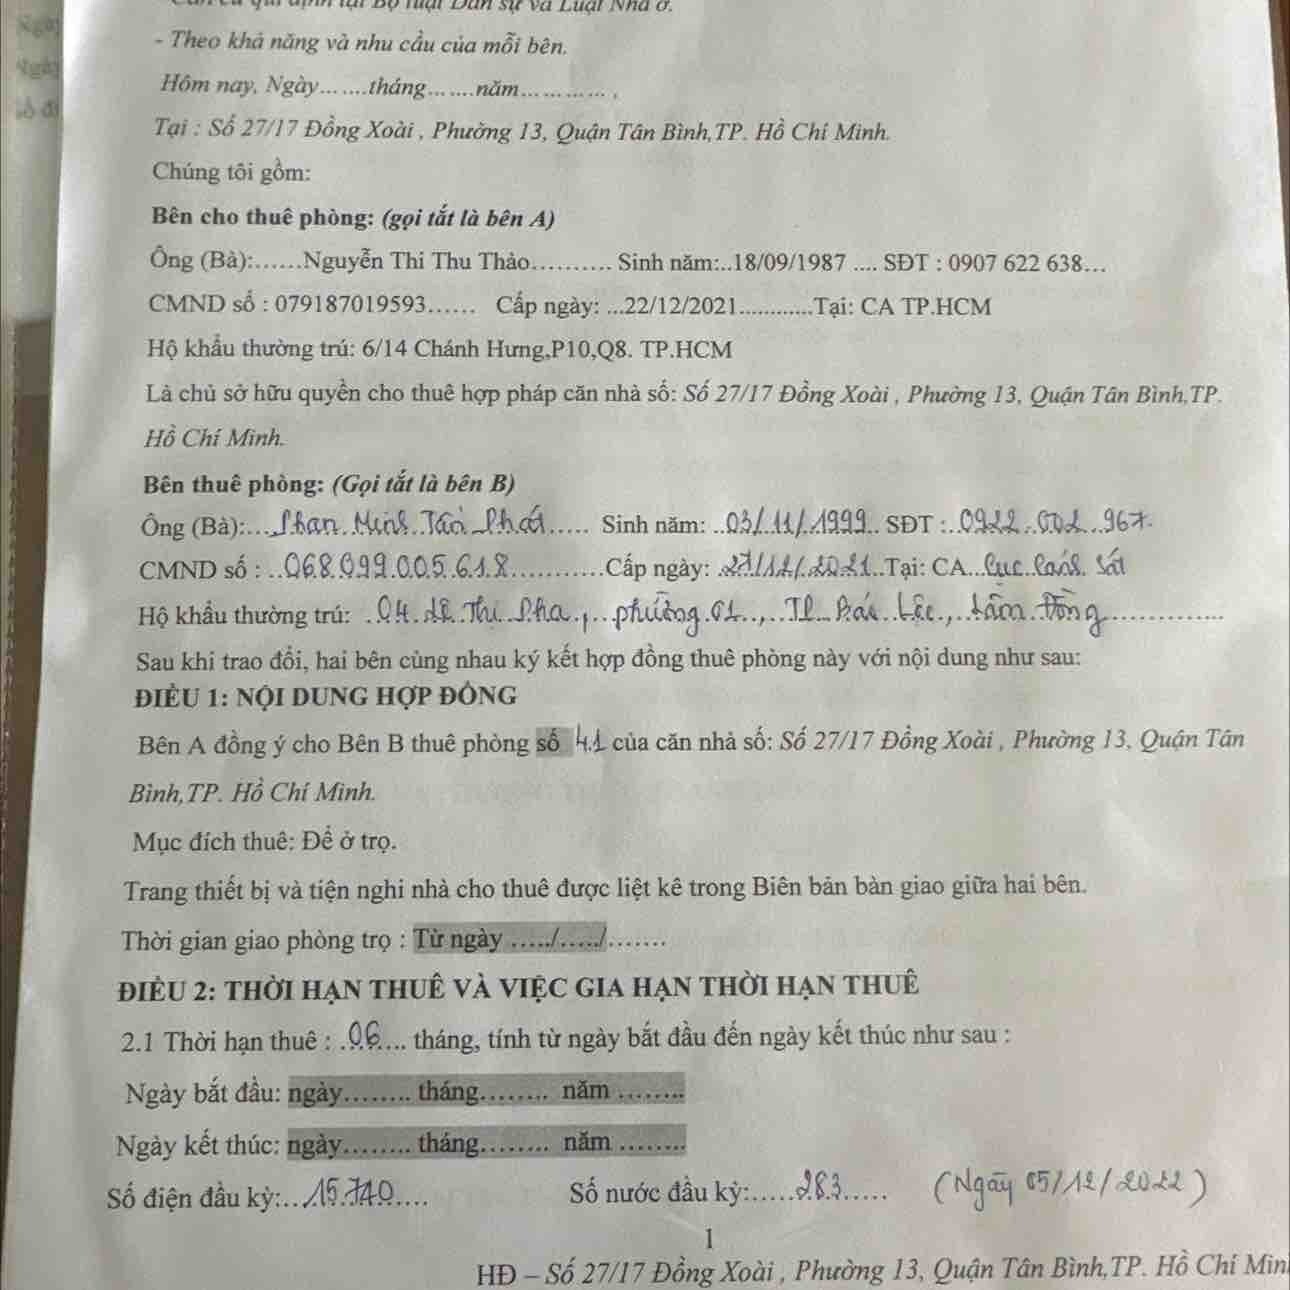 Căn cứ qui định tại Bộ luật Dân sự và Luật Nhà ở.
- Theo khả năng và nhu cầu của mỗi bên.
Hôm nay, Ngày... ....tháng... ....năm... ... ... ... .
Tại : Số 27/17 Đồng Xoài , Phường 13, Quận Tân Bình,TP. Hồ Chí Minh.
Chúng tôi gồm:
Bên cho thuê phòng: (gọi tắt là bên A)
Ông (Bà):......Nguyễn Thi Thu Thảo.......... Sinh năm:..18/09/1987 .... SĐT : 0907 622 638...
CMND số : 079187019593...... Cấp ngày: ...22/12/2021............Tại: CA TP.HCM
Hộ khẩu thường trú: 6/14 Chánh Hưng,P10,Q8. TP.HCM
Là chủ sở hữu quyền cho thuê hợp pháp căn nhà số: Số 27/17 Đồng Xoài , Phường 13, Quận Tân Bình,TP.
Hồ Chí Minh.
Bên thuê phòng: (Gọi tắt là bên B)
Ông (Bà):...Phan Minh Tấn Phát..... Sinh năm: ..03/11/1999.. SĐT :..0922.002.967.
CMND số : ..068099005618............Cấp ngày: .27/12/2021..Tại: CA..Cục Cảnh Sát
Hộ khẩu thường trú: .04 Lê Thị Pha, phường 01, TP. Bảo Lộc, Lâm Đồng..............
Sau khi trao đổi, hai bên cùng nhau ký kết hợp đồng thuê phòng này với nội dung như sau:
ĐIỀU 1: NỘI DUNG HỢP ĐỒNG
Bên A đồng ý cho Bên B thuê phòng số 4.1 của căn nhà số: Số 27/17 Đồng Xoài , Phường 13, Quận Tân
Bình,TP. Hồ Chí Minh.
Mục đích thuê: Để ở trọ.
Trang thiết bị và tiện nghi nhà cho thuê được liệt kê trong Biên bản bàn giao giữa hai bên.
Thời gian giao phòng trọ : Từ ngày ...../...../.......
ĐIỀU 2: THỜI HẠN THUÊ VÀ VIỆC GIA HẠN THỜI HẠN THUÊ
2.1 Thời hạn thuê : .06.... tháng, tính từ ngày bắt đầu đến ngày kết thúc như sau :
Ngày bắt đầu: ngày........ tháng........ năm ........
Ngày kết thúc: ngày........ tháng........ năm ........
Số điện đầu kỳ:...15.740.... Số nước đầu kỳ:.....283..... (Ngày 05/12/2022)
1
HĐ – Số 27/17 Đồng Xoài , Phường 13, Quận Tân Bình,TP. Hồ Chí Min